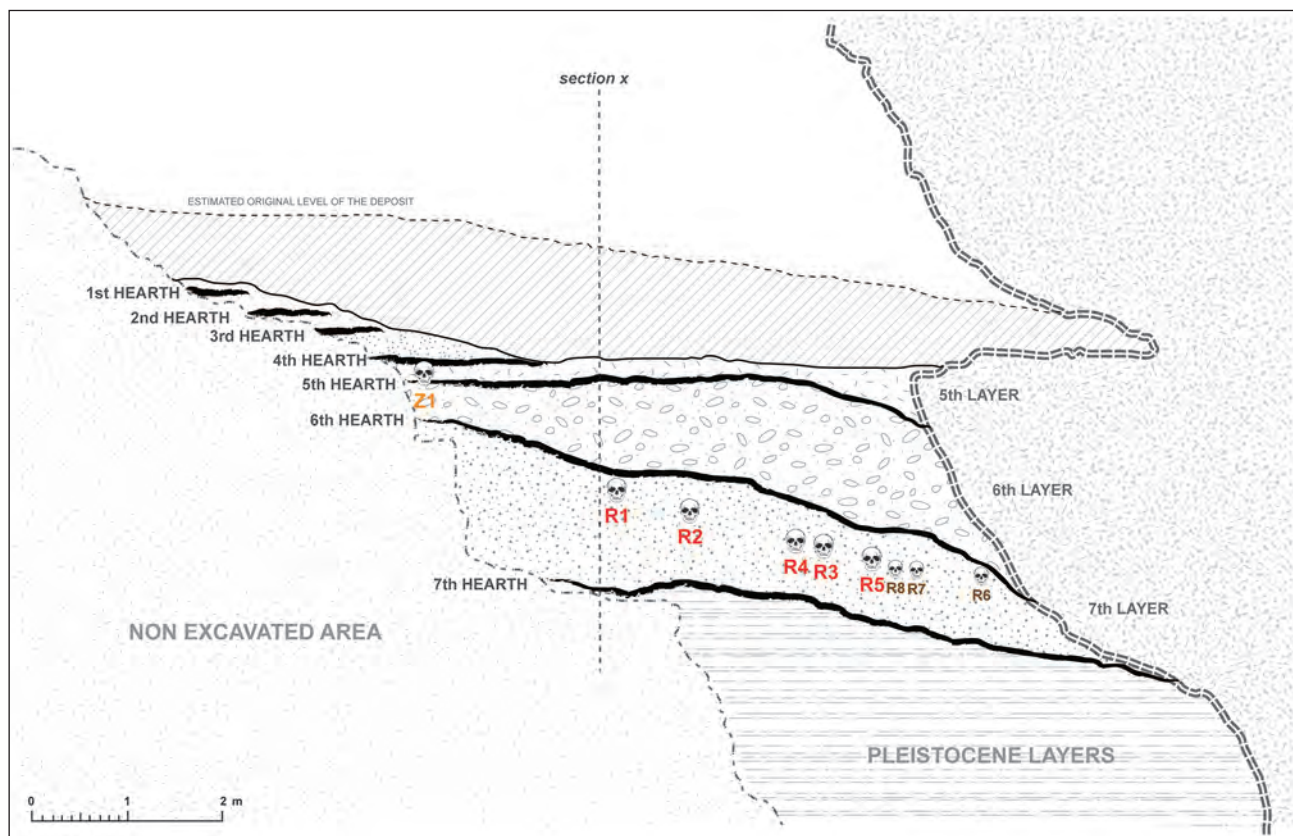 section x
ESTIMATED ORIGINAL LEVEL OF THE DEPOSIT
1st HEARTH
2nd HEARTH
3rd HEARTH
4th HEARTH
5th HEARTH
5th LAYER
Z1
6th HEARTH
6th LAYER
R1
R2
R4 R3
R5 R8 R7 R6
7th HEARTH
7th LAYER
NON EXCAVATED AREA
PLEISTOCENE LAYERS
0 1 2 m